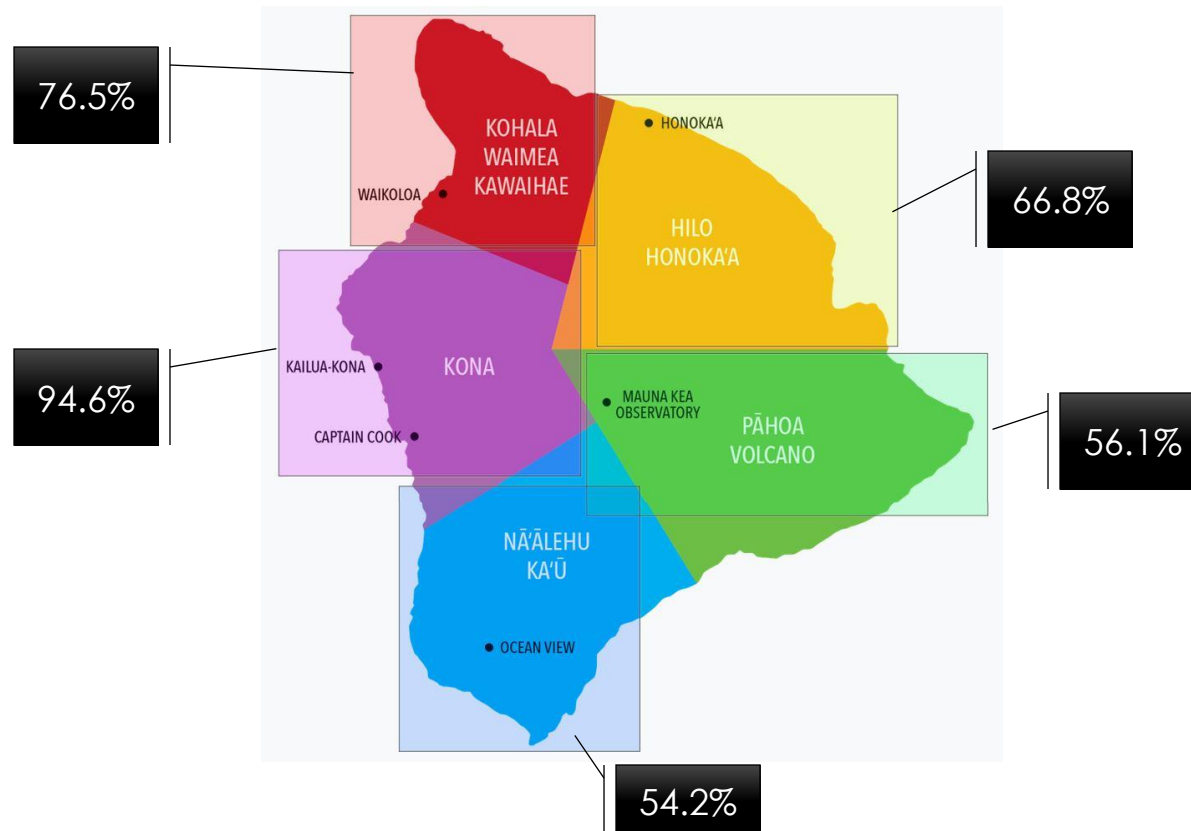 76.5%
KOHALA
WAIMEA
KAWAIHAE
WAIKOLOA
HONOKA‘A
HILO
HONOKA‘A
66.8%
94.6%
KAILUA-KONA
KONA
CAPTAIN COOK
MAUNA KEA
OBSERVATORY
PĀHOA
VOLCANO
56.1%
NĀ‘ĀLEHU
KA‘Ū
OCEAN VIEW
54.2%